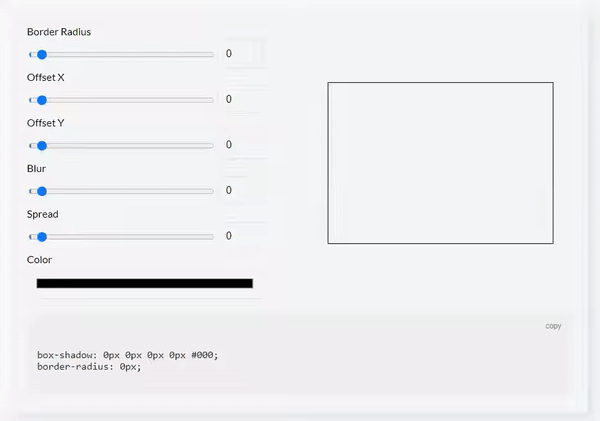 Border Radius
0
Offset X
0
Offset Y
0
Blur
0
Spread
0
Color
copy
box-shadow: 0px 0px 0px 0px #000;
border-radius: 0px;